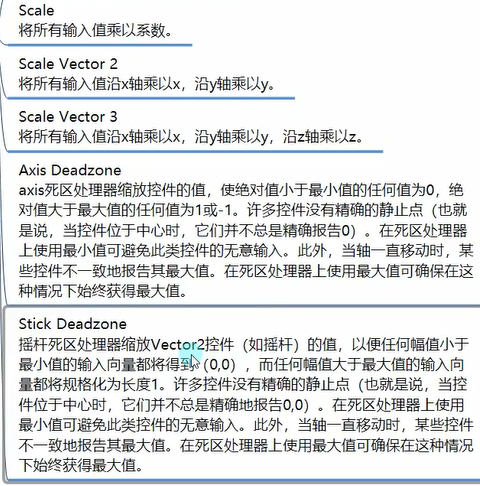 Scale
将所有输入值乘以系数。
Scale Vector 2
将所有输入值沿x轴乘以x，沿y轴乘以y。
Scale Vector 3
将所有输入值沿x轴乘以x，沿y轴乘以y，沿z轴乘以z。
Axis Deadzone
axis死区处理器缩放控件的值，使绝对值小于最小值的任何值为0，绝
对值大于最大值的任何值为1或-1。许多控件没有精确的静止点（也就
是说，当控件位于中心时，它们并不总是精确报告0）。在死区处理器
上使用最小值可避免此类控件的无意输入。此外，当轴一直移动时，某
些控件不一致地报告其最大值。在死区处理器上使用最大值可确保在这
种情况下始终获得最大值。
Stick Deadzone
摇杆死区处理器缩放Vector2控件（如摇杆）的值，以便任何幅值小于
最小值的输入向量都将得到（0,0），而任何幅值大于最大值的输入向
量都将规格化为长度1。许多控件没有精确的静止点（也就是说，当控
件位于中心时，它们并不总是精确地报告0,0）。在死区处理器上使用
最小值可避免此类控件的无意输入。此外，当轴一直移动时，某些控件
不一致地报告其最大值。在死区处理器上使用最大值可确保在这种情况
下始终获得最大值。